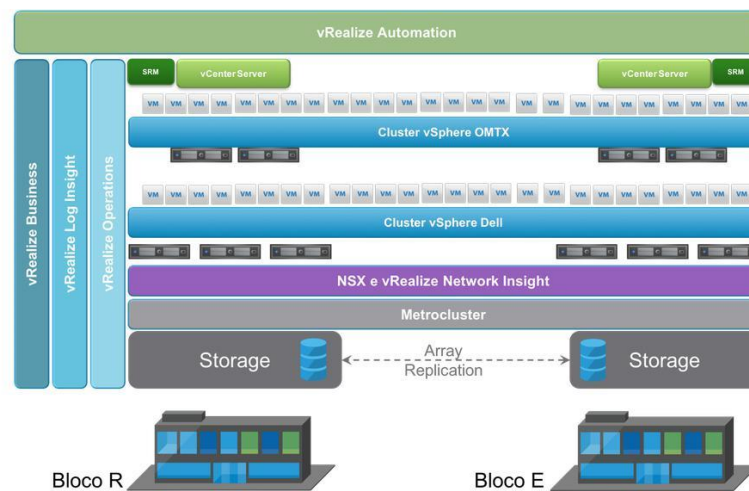 vRealize Automation
vRealize Business
vRealize Log Insight
vRealize Operations
SRM
vCenter Server
vCenter Server
SRM
VM VM VM VM VM VM VM VM VM VM VM VM VM VM VM VM VM VM VM VM VM VM VM VM VM VM
Cluster vSphere OMTX
VM VM VM VM VM VM VM VM VM VM VM VM VM VM VM VM VM VM VM VM VM VM VM VM VM VM
Cluster vSphere Dell
NSX e vRealize Network Insight
Metrocluster
Storage
Array
Replication
Storage
Bloco R
Bloco E